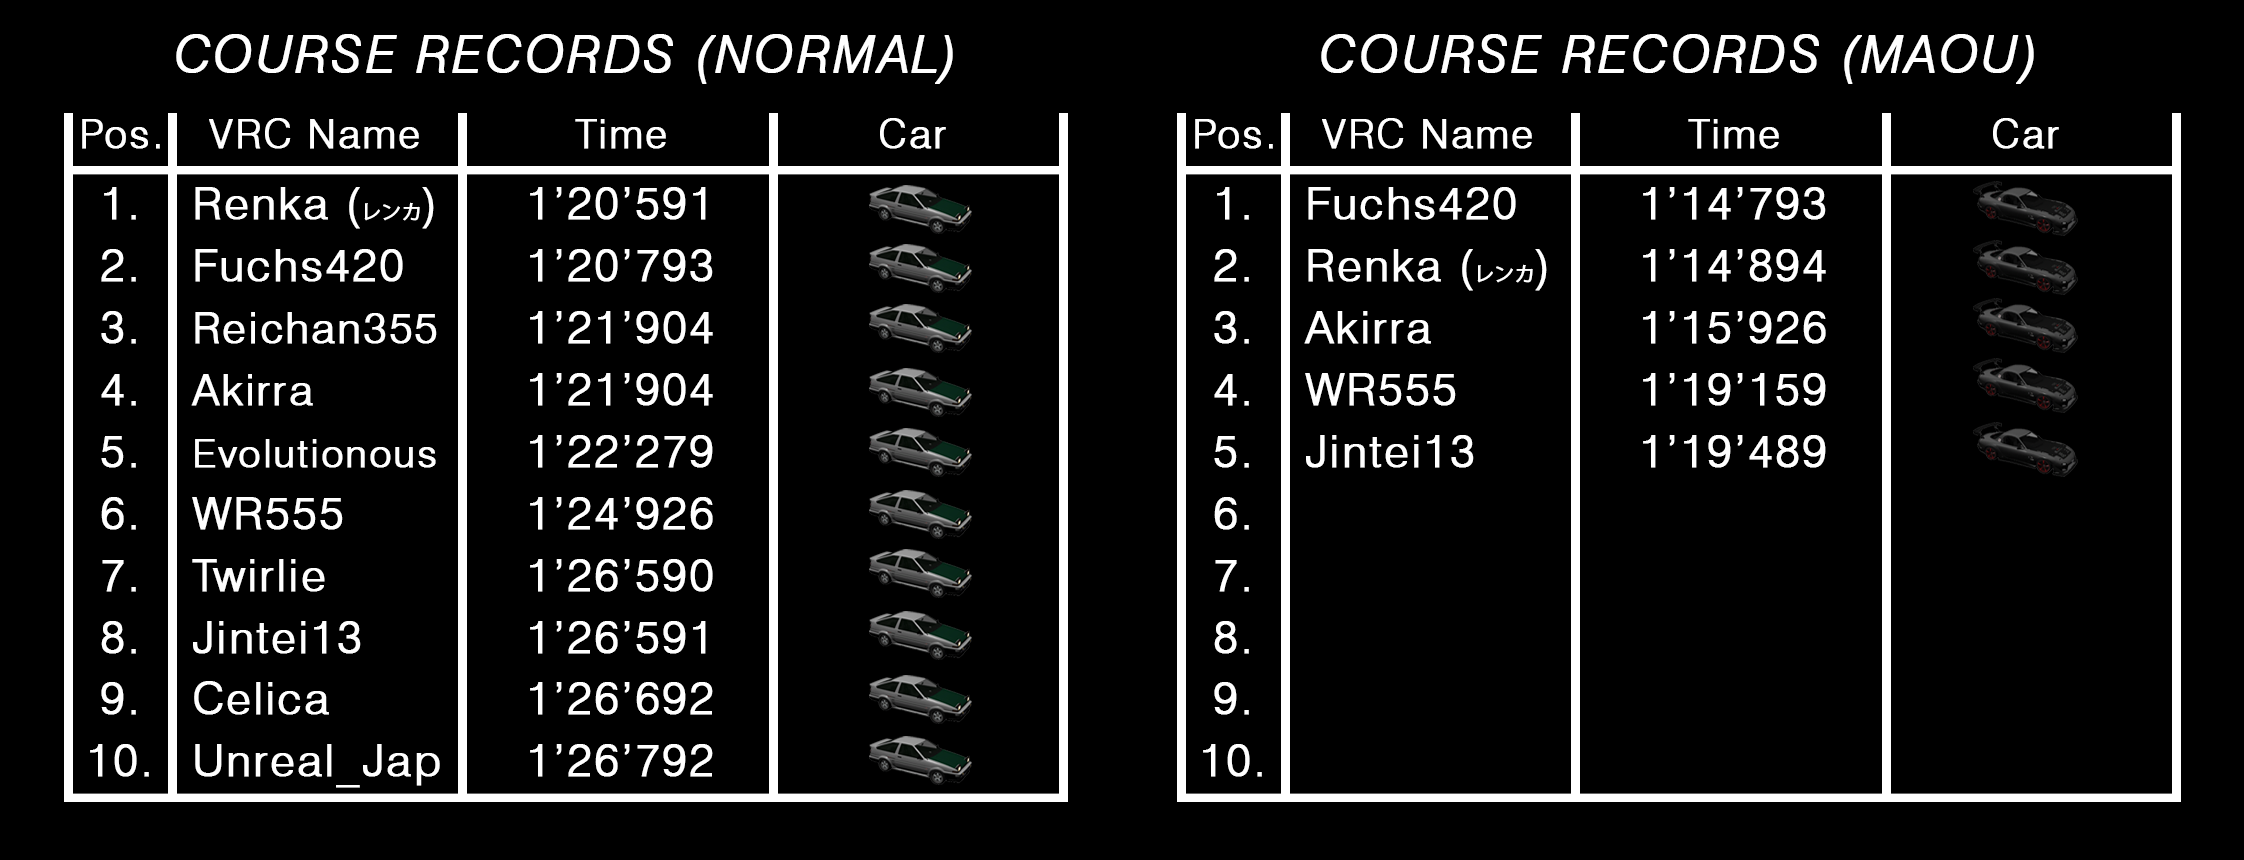 COURSE RECORDS (NORMAL)
Pos. VRC Name Time Car
1. Renka (レンカ) 1’20’591
2. Fuchs420 1’20’793
3. Reichan355 1’21’904
4. Akirra 1’21’904
5. Evolutionous 1’22’279
6. WR555 1’24’926
7. Twirlie 1’26’590
8. Jintei13 1’26’591
9. Celica 1’26’692
10. Unreal_Jap 1’26’792
COURSE RECORDS (MAOU)
Pos. VRC Name Time Car
1. Fuchs420 1’14’793
2. Renka (レンカ) 1’14’894
3. Akirra 1’15’926
4. WR555 1’19’159
5. Jintei13 1’19’489
6.
7.
8.
9.
10.